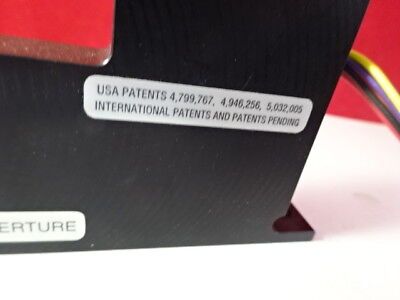 USA PATENTS 4,799,767, 4,946,256, 5,032,005
INTERNATIONAL PATENTS AND PATENTS PENDING
ERTURE